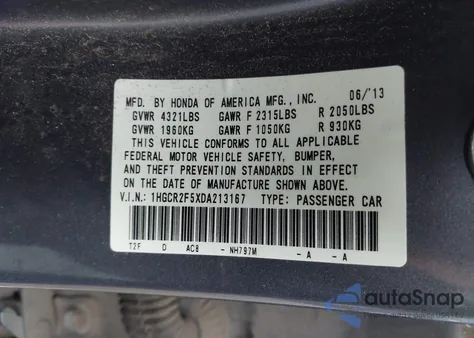 MFD. BY HONDA OF AMERICA MFG., INC. 06/13
GVWR 4321LBS GAWR F 2315LBS R 2050LBS
GVWR 1960KG GAWR F 1050KG R 930KG
THIS VEHICLE CONFORMS TO ALL APPLICABLE
FEDERAL MOTOR VEHICLE SAFETY, BUMPER,
AND THEFT PREVENTION STANDARDS IN EFFECT
ON THE DATE OF MANUFACTURE SHOWN ABOVE.
V.I.N.: 1HGCR2F5XDA213167 TYPE: PASSENGER CAR
T2F D AC8 - NH797M - A - A
autoSnap